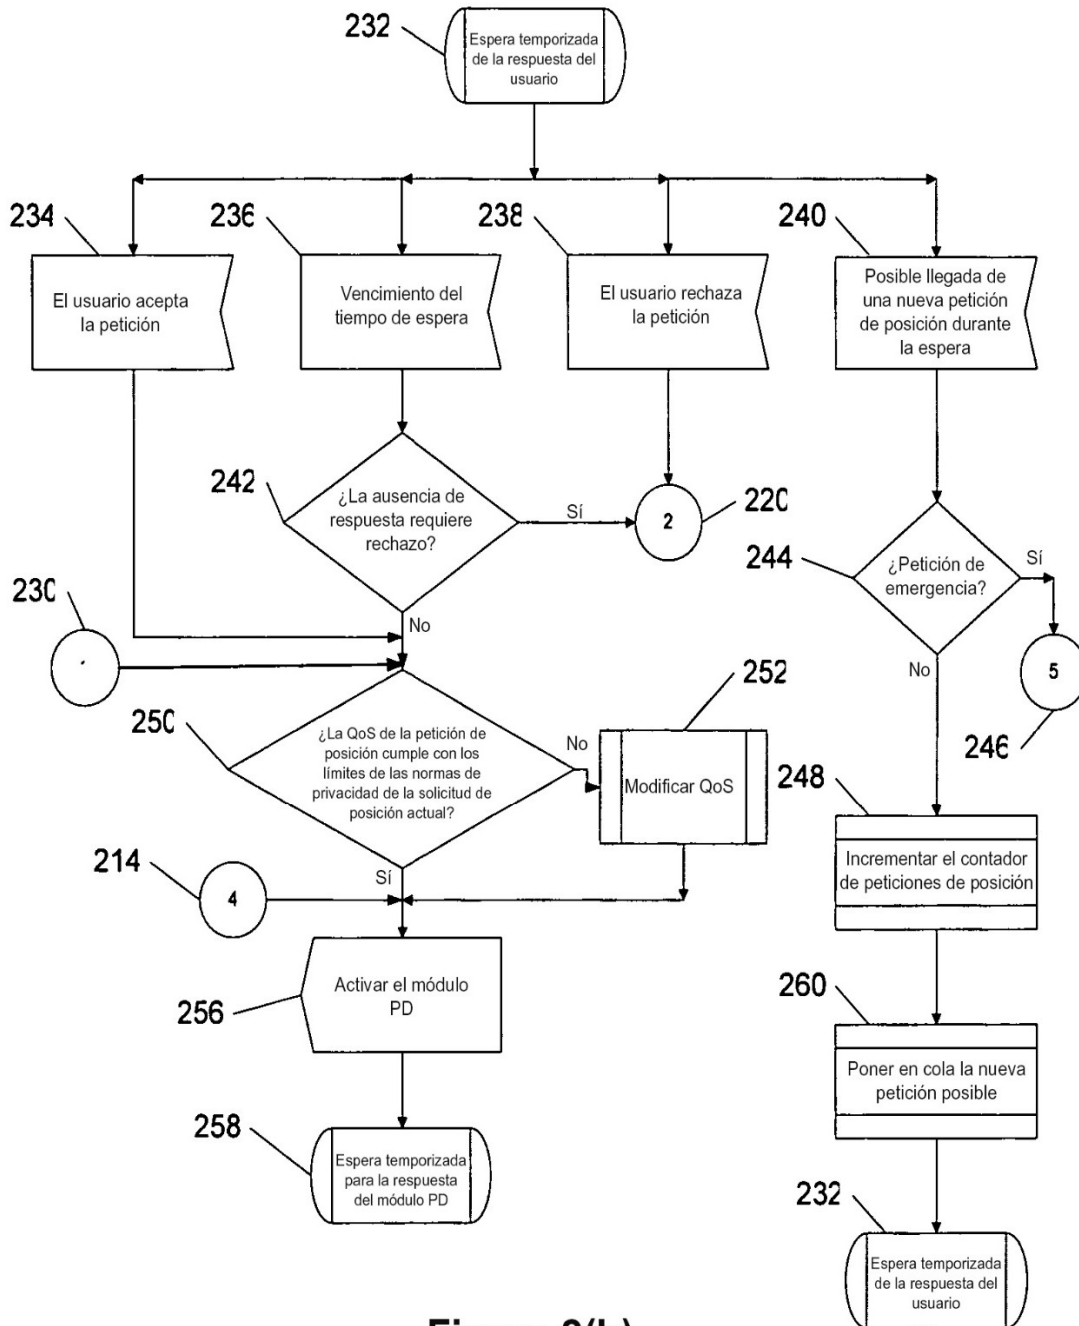 232
Espera temporizada
de la respuesta del
usuario
234
236
238
240
El usuario acepta
la petición
Vencimiento del
tiempo de espera
El usuario rechaza
la petición
Posible llegada de
una nueva petición
de posición durante
la espera
242
¿La ausencia de
respuesta requiere
rechazo?
Sí
2
220
244
¿Petición de
emergencia?
Sí
230
No
No
5
246
250
¿La QoS de la petición de
posición cumple con los
límites de las normas de
privacidad de la solicitud de
posición actual?
No
252
Modificar QoS
248
Incrementar el contador
de peticiones de posición
214
4
Sí
256
Activar el módulo
PD
260
Poner en cola la nueva
petición posible
258
Espera temporizada
para la respuesta
del módulo PD
232
Espera temporizada
de la respuesta del
usuario